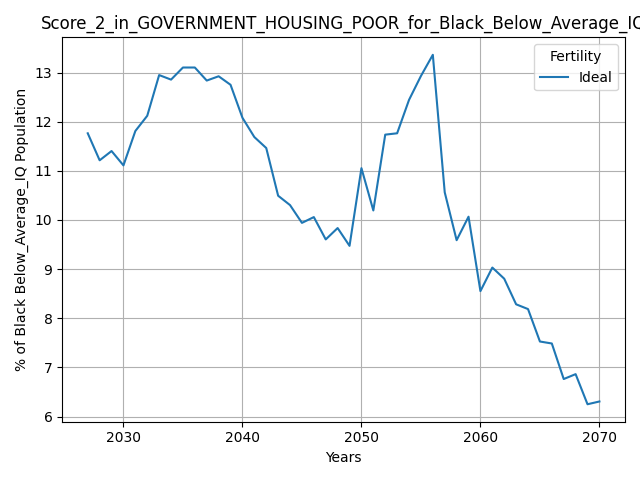 Score_2_in_GOVERNMENT_HOUSING_POOR_for_Black_Below_Average_IQ
Fertility
Ideal
% of Black Below_Average_IQ Population
13
12
11
10
9
8
7
6
2030
2040
2050
2060
2070
Years